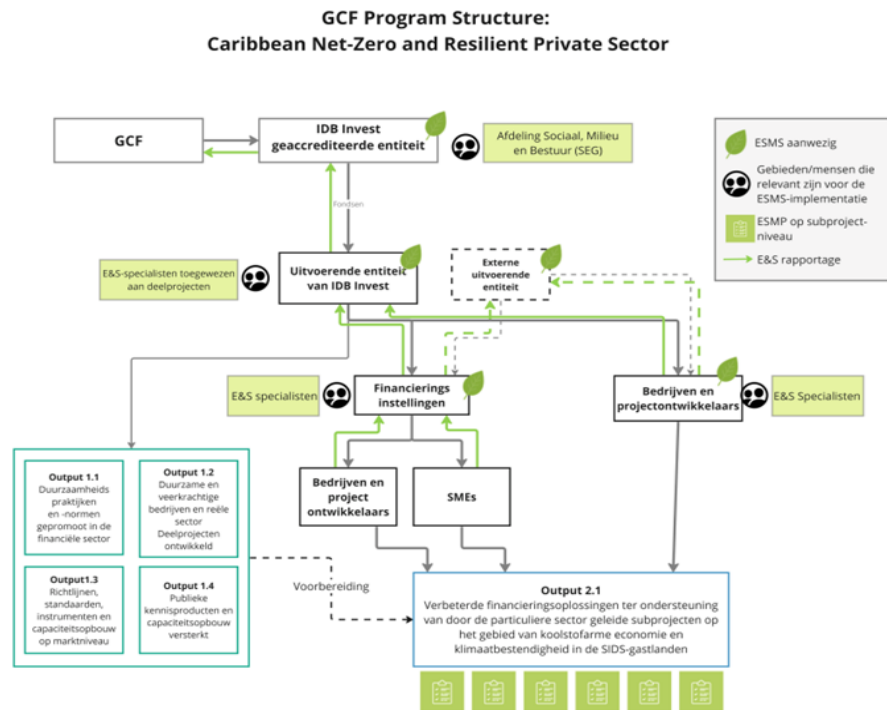 GCF Program Structure:
Caribbean Net-Zero and Resilient Private Sector
GCF
IDB Invest
geaccrediteerde entiteit
Afdeling Sociaal, Milieu
en Bestuur (SEG)
ESMS aanwezig
Gebieden/mensen die
relevant zijn voor de
ESMS-implementatie
ESMP op subproject-
niveau
E&S rapportage
Fondsen
E&S-specialisten toegewezen
aan deelprojecten
Uitvoerende entiteit
van IDB Invest
Externe
uitvoerende
entiteit
E&S specialisten
Financierings
instellingen
Bedrijven en
projectontwikkelaars
E&S Specialisten
Bedrijven en
project
ontwikkelaars
SMEs
Output 1.1
Duurzaamheids
praktijken
en -normen
gepromoot in de
financiële sector
Output 1.2
Duurzame en
veerkrachtige
bedrijven en reële
sector
Deelprojecten
ontwikkeld
Output1.3
Richtlijnen,
standaarden,
instrumenten en
capaciteitsopbouw
op marktniveau
Output 1.4
Publieke
kennisproducten en
capaciteitsopbouw
versterkt
Voorbereiding
Output 2.1
Verbeterde financieringsoplossingen ter ondersteuning
van door de particuliere sector geleide subprojecten op
het gebied van koolstofarme economie en
klimaatbestendigheid in de SIDS-gastlanden